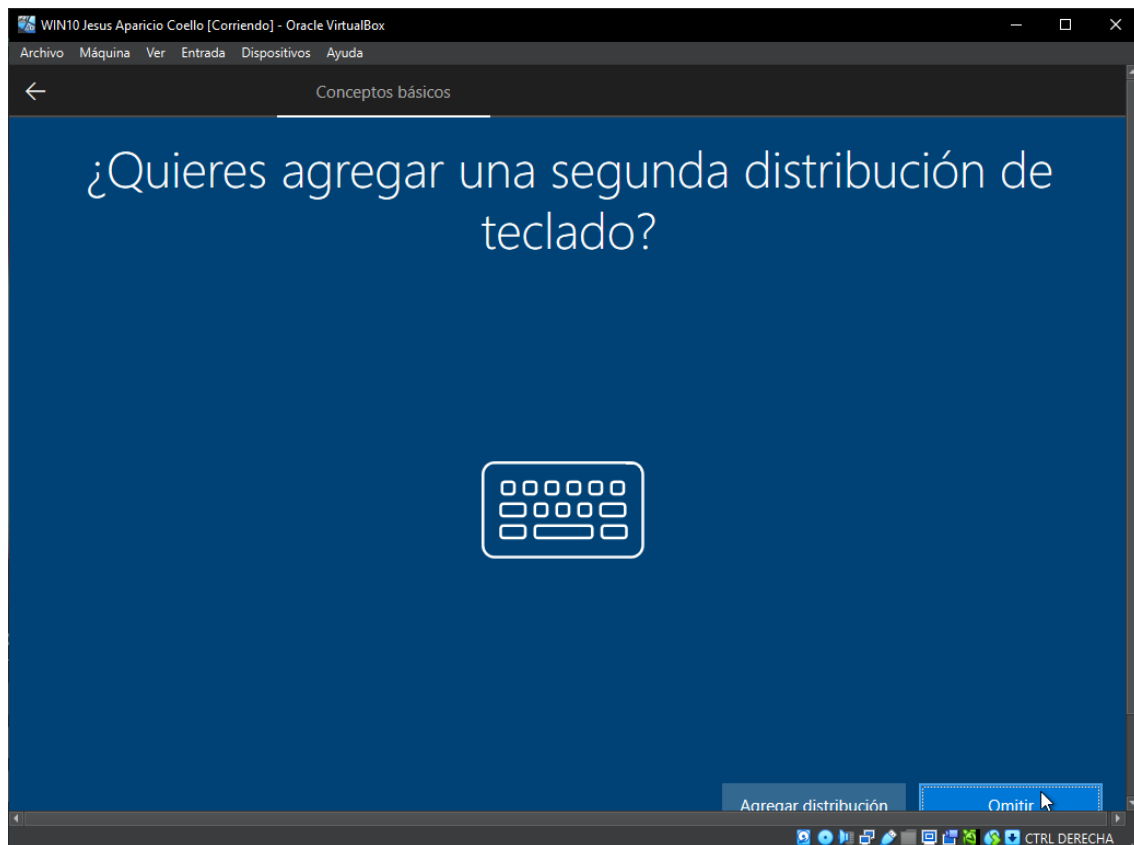 WIN10 Jesus Aparicio Coello [Corriendo] - Oracle VirtualBox
Archivo Máquina Ver Entrada Dispositivos Ayuda
Conceptos básicos
¿Quieres agregar una segunda distribución de
teclado?
Agregar distribución Omitir
CTRL DERECHA